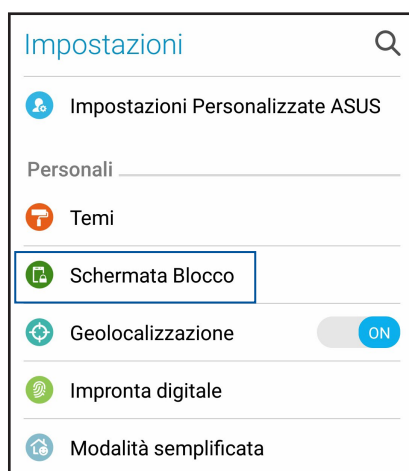 Impostazioni
Impostazioni Personalizzate ASUS
Personali
Temi
Schermata Blocco
Geolocalizzazione ON
Impronta digitale
Modalità semplificata